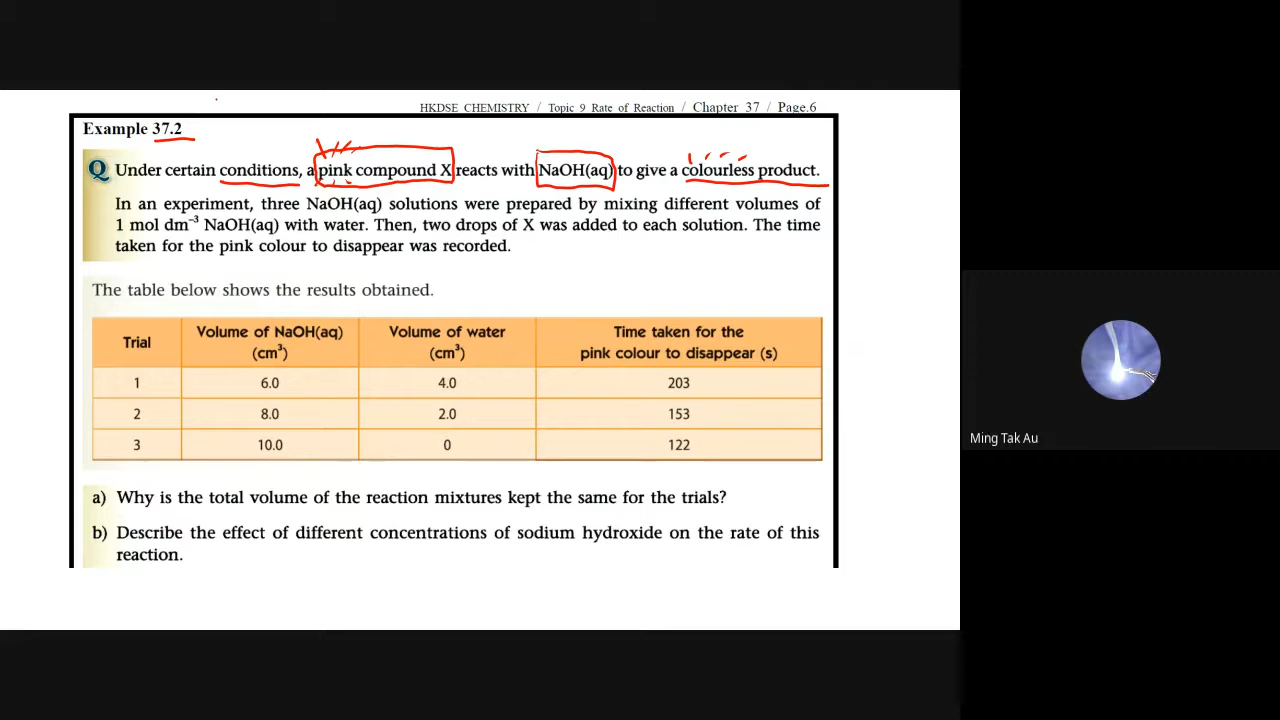 HKDSE CHEMISTRY / Topic 9 Rate of Reaction / Chapter 37 / Page.6
Example 37.2
Q Under certain conditions, a pink compound X reacts with NaOH(aq) to give a colourless product.
In an experiment, three NaOH(aq) solutions were prepared by mixing different volumes of
1 mol dm⁻³ NaOH(aq) with water. Then, two drops of X was added to each solution. The time
taken for the pink colour to disappear was recorded.
The table below shows the results obtained.
Trial Volume of NaOH(aq) (cm³) Volume of water (cm³) Time taken for the pink colour to disappear (s)
1 6.0 4.0 203
2 8.0 2.0 153
3 10.0 0 122
a) Why is the total volume of the reaction mixtures kept the same for the trials?
b) Describe the effect of different concentrations of sodium hydroxide on the rate of this
reaction.
Ming Tak Au